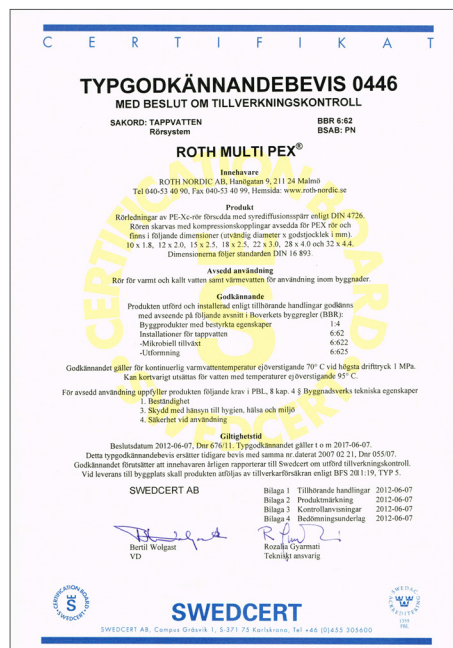 CERTIFIKAT
TYPGODKÄNNANDEBEVIS 0446
MED BESLUT OM TILLVERKNINGSKONTROLL
SAKORD: TAPPVATTEN
Rörsystem
BBR 6:62
BSAB: PN
ROTH MULTI PEX®
Innehavare
ROTH NORDIC AB, Hanögatan 9, 211 24 Malmö
Tel 040-53 40 90, Fax 040-53 40 99, Hemsida: www.roth-nordic.se
Produkt
Rörledningar av PE-Xc-rör försudda med syrediffusionsspärr enligt DIN 4726.
Rören skarvas med kompressionskopplingar avsedda för PEX rör och
finns i följande dimensioner (utvändig diameter x godstjocklek i mm).
10 x 1.8, 12 x 2.0, 15 x 2.5, 18 x 2.5, 22 x 3.0, 28 x 4.0 och 32 x 4.4.
Dimensionerna följer standarden DIN 16 893.
Avsedd användning
Rör för varmt och kallt vatten samt värmevatten för användning inom byggnader.
Godkännande
Produkten utförd och installerad enligt tillhörande handlingar godkänns
med avseende på följande avsnitt i Boverkets byggregler (BBR):
Byggprodukter med bestyrkta egenskaper 1:4
Installationer för tappvatten 6:62
-Mikrobiell tillväxt 6:622
-Utformning 6:625
Godkännandet gäller för kontinuerlig varmvattentemperatur ejöverstigande 70° C vid högsta drifttryck 1 MPa.
Kan kortvarigt utsättas för vatten med temperaturer ejöverstigande 95° C.
För avsedd användning uppfyller produkten följande krav i PBL, 8 kap. 4 § Byggnadsverks tekniska egenskaper
1. Beständighet
3. Skydd med hänsyn till hygien, hälsa och miljö
4. Säkerhet vid användning
Giltighetstid
Beslutsdatum 2012-06-07, Dnr 676/11. Typgodkännandet gäller t o m 2017-06-07.
Detta typgodkännandebevis ersätter tidigare bevis med samma nr.daterat 2007 02 21, Dnr 055/07.
Godkännandet förutsätter att innehavaren årligen rapporterar till Swedcert om utförd tillverkningskontroll.
Vid leverans till byggplats skall produkten åtföljas av tillverkarförsäkran enligt BFS 2011:19, TYP 5.
SWEDCERT AB
Bilaga 1 Tillhörande handlingar 2012-06-07
Bilaga 2 Produktmärkning 2012-06-07
Bilaga 3 Kontrollanvisningar 2012-06-07
Bilaga 4 Bedömningsunderlag 2012-06-07
Bertil Wolgast
VD
Rozalia Gyarmati
Tekniskt ansvarig
CERTIFICATION BOARD
S
SWEDCERT
SWEDCERT
SWEDAC
ACKREDITERING
1559
PRL
SWEDCERT AB, Campus Gräsvik 1, S-371 75 Karlskrona, Tel +46 (0)455 305600